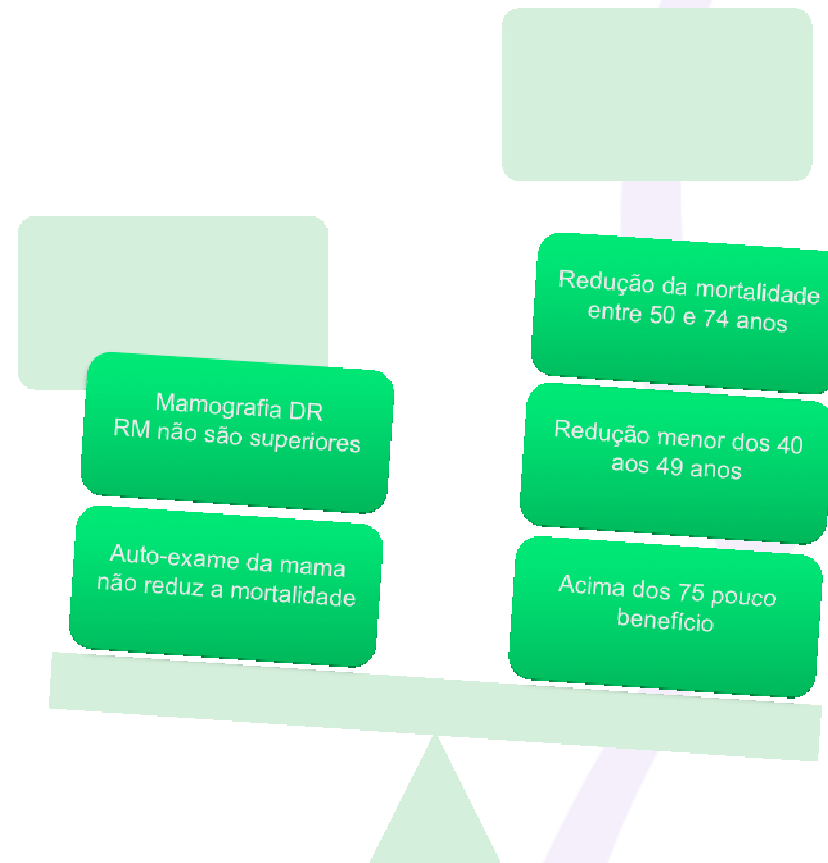 Mamografia DR
RM não são superiores
Auto-exame da mama
não reduz a mortalidade
Redução da mortalidade
entre 50 e 74 anos
Redução menor dos 40
aos 49 anos
Acima dos 75 pouco
benefício